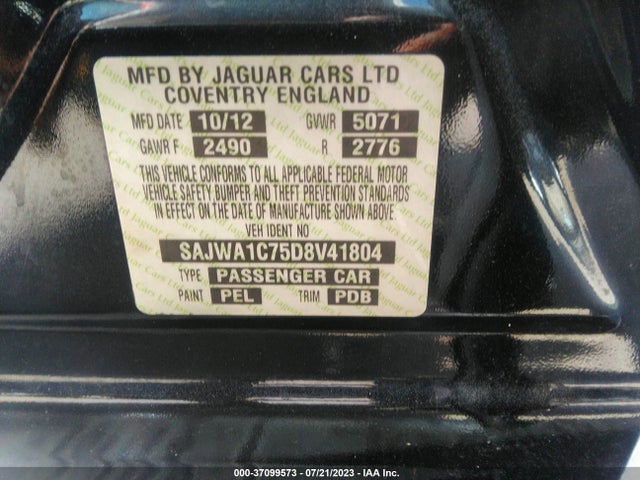 MFD BY JAGUAR CARS LTD
COVENTRY ENGLAND
MFD DATE 10/12 GVWR 5071
GAWR F 2490 R 2776
THIS VEHICLE CONFORMS TO ALL APPLICABLE FEDERAL MOTOR
VEHICLE SAFETY BUMPER AND THEFT PREVENTION STANDARDS
IN EFFECT ON THE DATE OF MANUFACTURE SHOWN ABOVE
VEH IDENT NO
SAJWA1C75D8V41804
TYPE PASSENGER CAR
PAINT PEL TRIM PDB
000-37099573 - 07/21/2023 - IAA Inc.